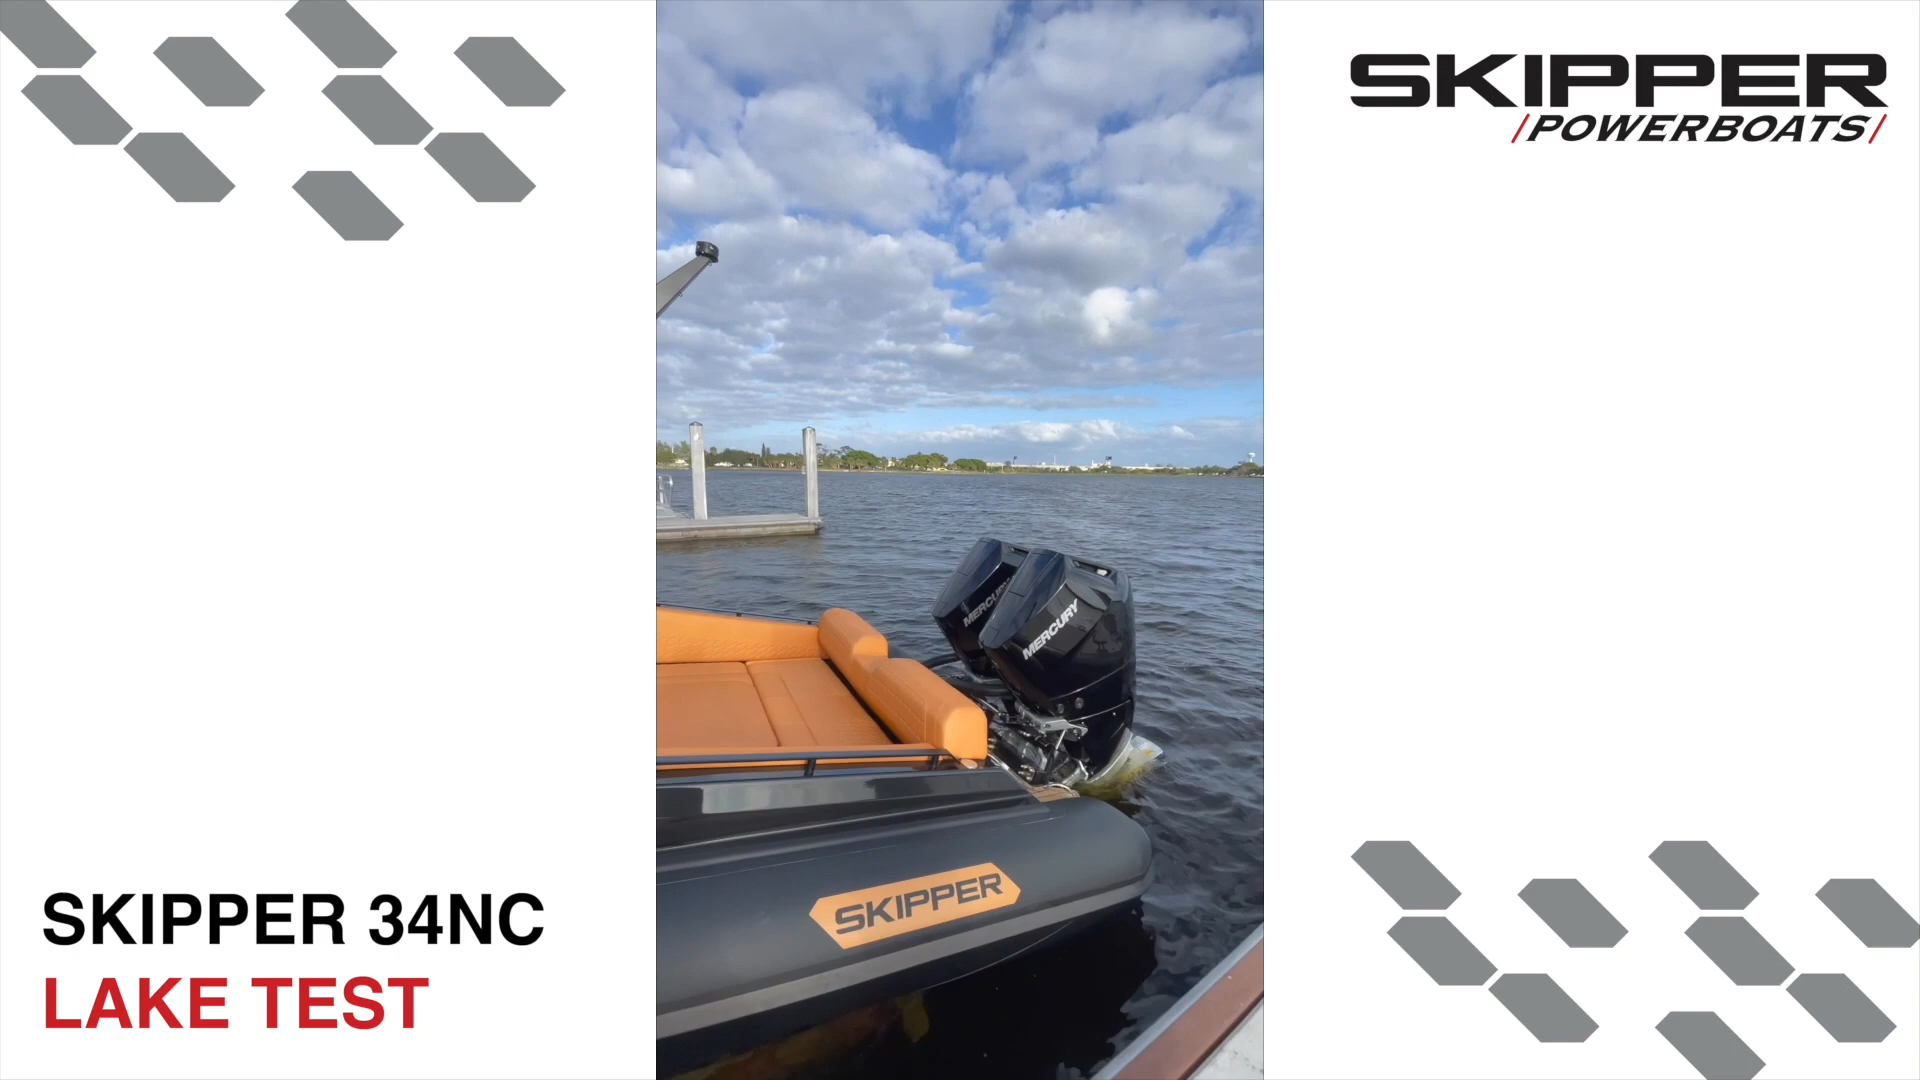 SKIPPER
/POWERBOATS/
MERCURY
MERCURY
SKIPPER
SKIPPER 34NC
LAKE TEST